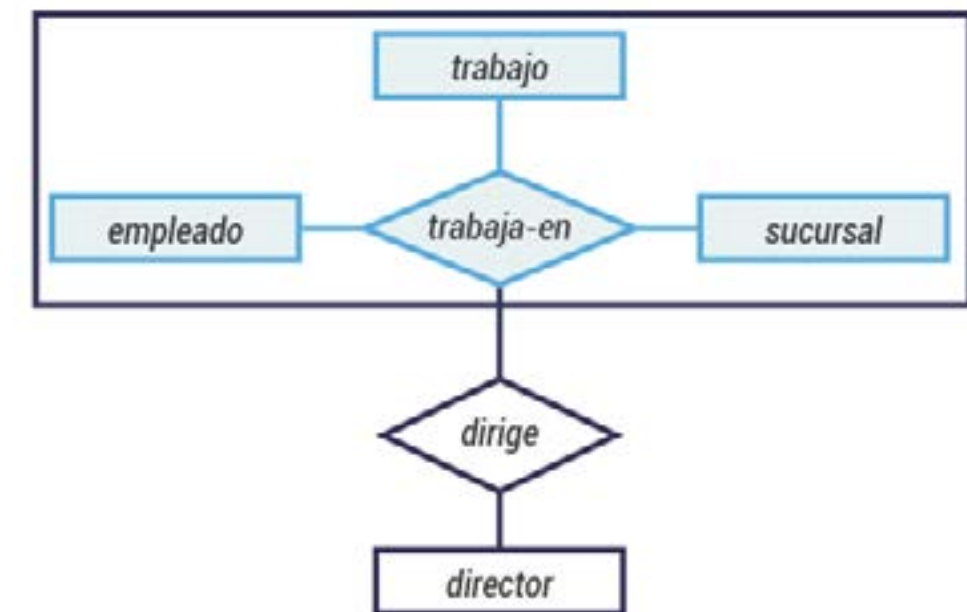 trabajo
empleado
trabaja-en
sucursal
dirige
director